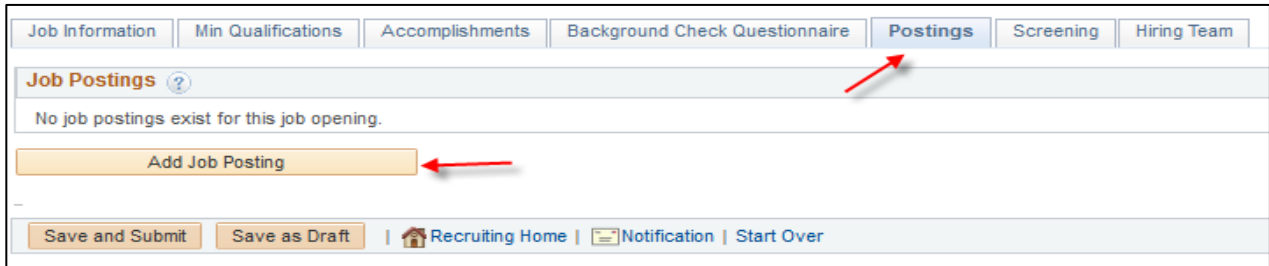 Job Information Min Qualifications Accomplishments Background Check Questionnaire Postings Screening Hiring Team
Job Postings ?
No job postings exist for this job opening.
Add Job Posting
Save and Submit Save as Draft | Recruiting Home | Notification | Start Over